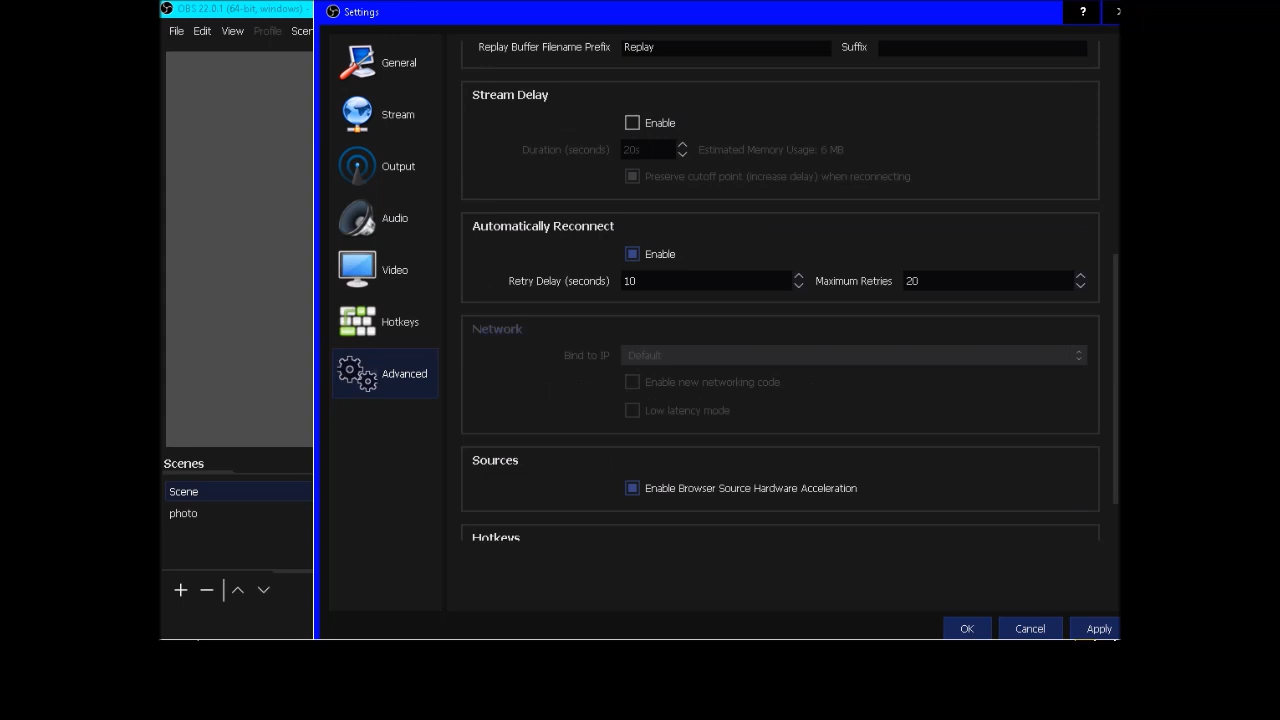 OBS 22.0.1 (64-bit, windows) -
Settings
?
File Edit View Profile Scen
General
Stream
Output
Audio
Video
Hotkeys
Advanced
Replay Buffer Filename Prefix Replay Suffix
Stream Delay
Enable
Duration (seconds) 20s Estimated Memory Usage: 6 MB
Preserve cutoff point (increase delay) when reconnecting
Automatically Reconnect
Enable
Retry Delay (seconds) 10 Maximum Retries 20
Network
Bind to IP Default
Enable new networking code
Low latency mode
Sources
Enable Browser Source Hardware Acceleration
Hotkeys
Scenes
Scene
photo
OK Cancel Apply